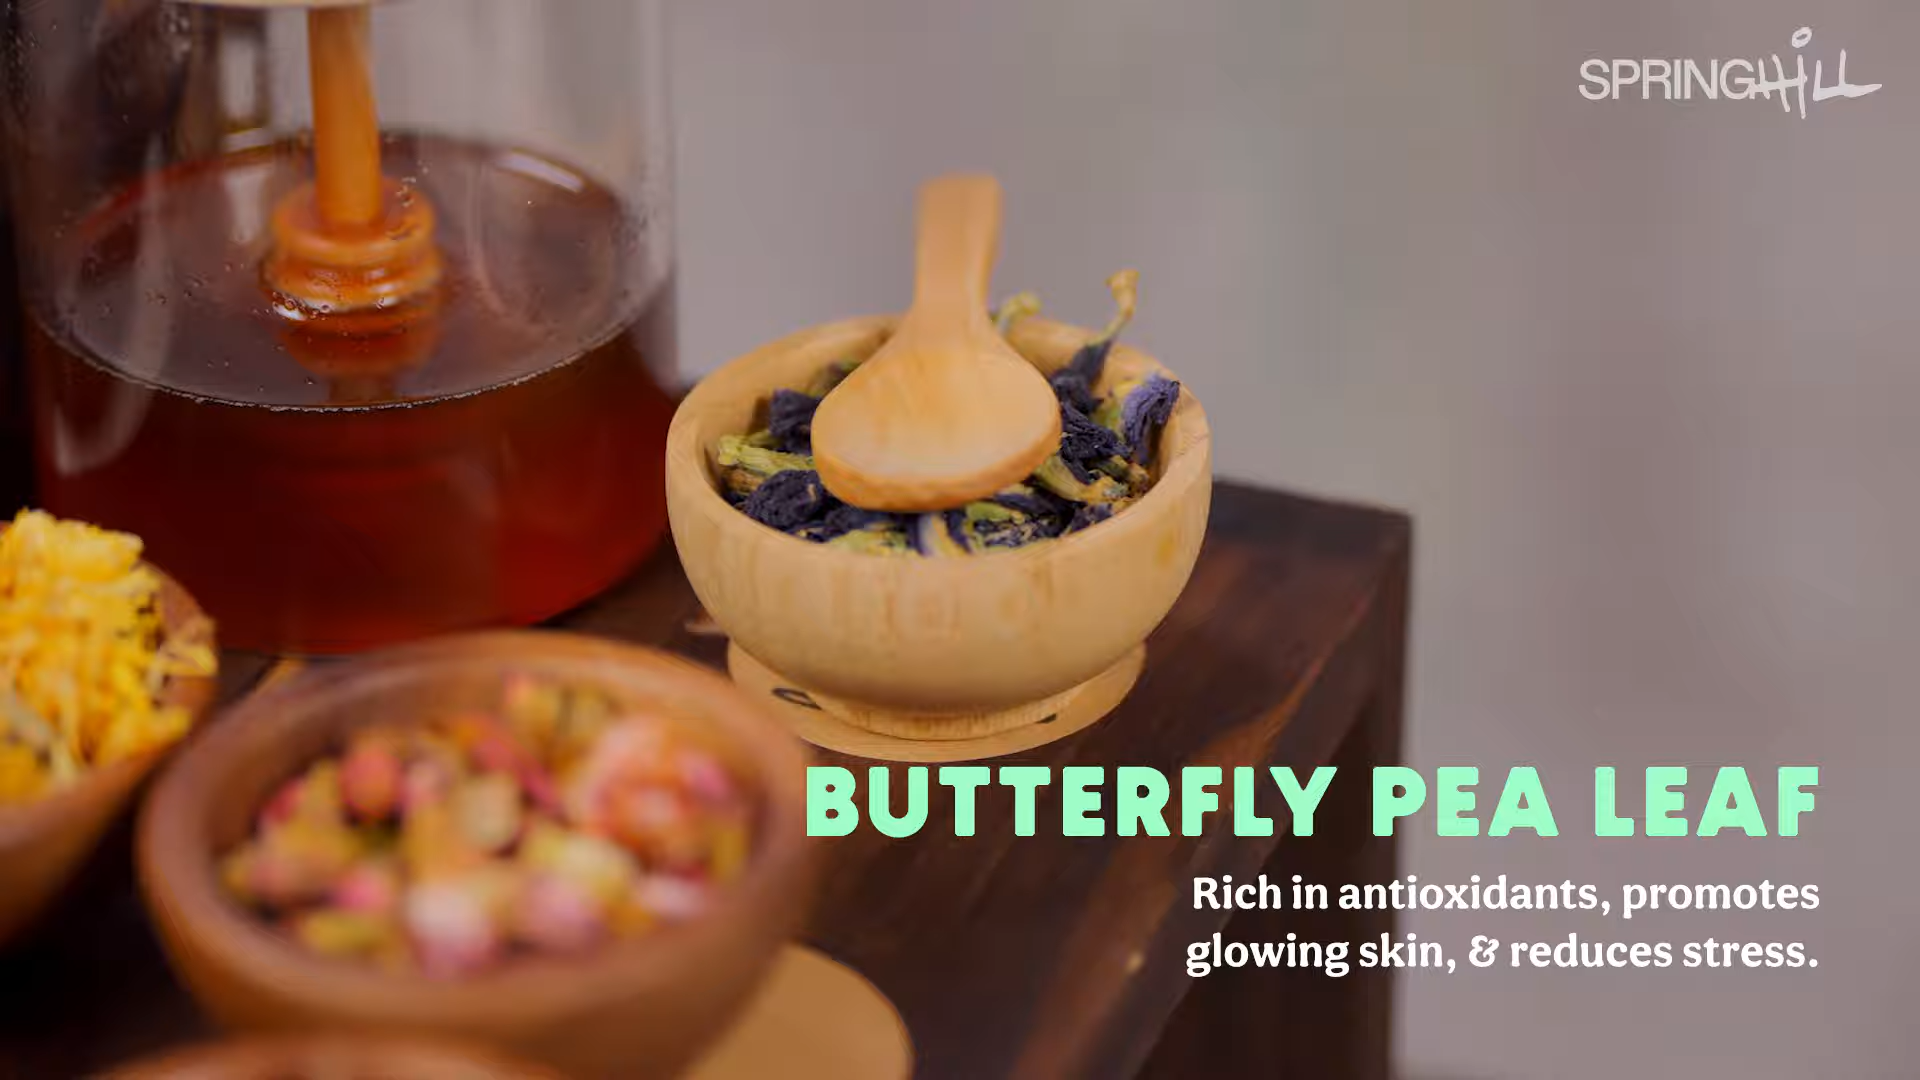 SPRINGHILL
BUTTERFLY PEA LEAF
Rich in antioxidants, promotes
glowing skin, & reduces stress.